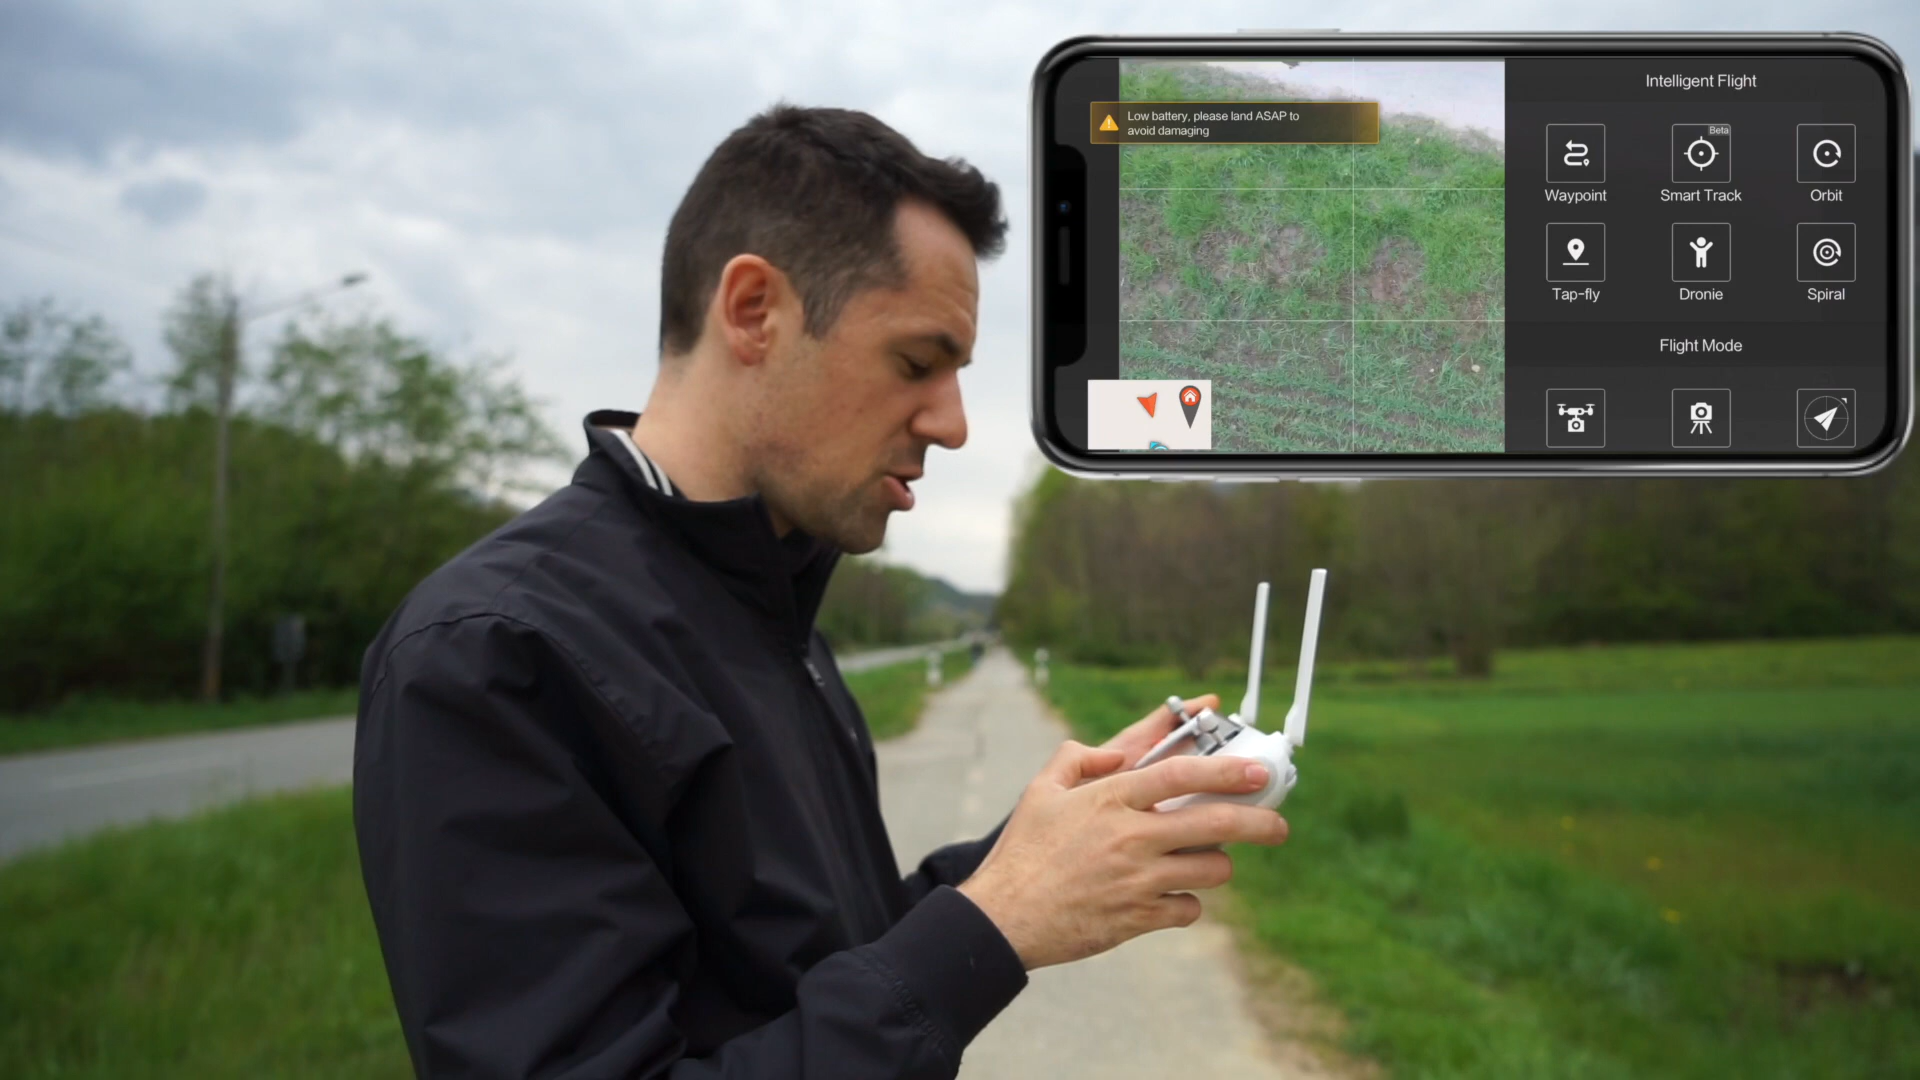 Low battery, please land ASAP to
avoid damaging
Intelligent Flight
Beta
Waypoint
Smart Track
Orbit
Tap-fly
Dronie
Spiral
Flight Mode